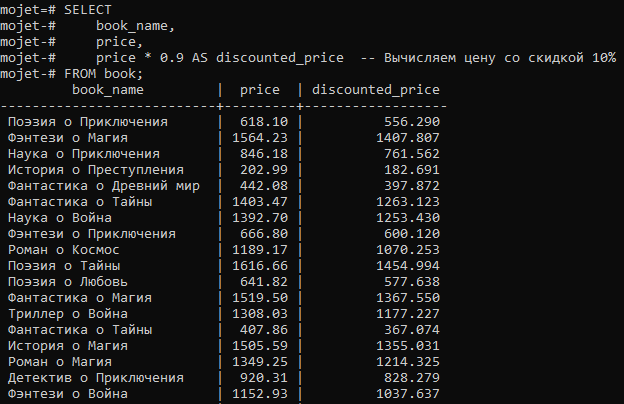 mojet=# SELECT
mojet-#     book_name,
mojet-#     price,
mojet-#     price * 0.9 AS discounted_price  -- Вычисляем цену со скидкой 10%
mojet-# FROM book;
         book_name         |  price  | discounted_price
---------------------------+---------+------------------
 Поэзия о Приключения      |  618.10 |          556.290
 Фэнтези о Магия           | 1564.23 |         1407.807
 Наука о Приключения       |  846.18 |          761.562
 История о Преступления    |  202.99 |          182.691
 Фантастика о Древний мир  |  442.08 |          397.872
 Фантастика о Тайны        | 1403.47 |         1263.123
 Наука о Война             | 1392.70 |         1253.430
 Фэнтези о Приключения     |  666.80 |          600.120
 Роман о Космос            | 1189.17 |         1070.253
 Поэзия о Тайны            | 1616.66 |         1454.994
 Поэзия о Любовь           |  641.82 |          577.638
 Фантастика о Магия        | 1519.50 |         1367.550
 Триллер о Война           | 1308.03 |         1177.227
 Фантастика о Тайны        |  407.86 |          367.074
 История о Магия           | 1505.59 |         1355.031
 Роман о Магия             | 1349.25 |         1214.325
 Детектив о Приключения    |  920.31 |          828.279
 Фэнтези о Война           | 1152.93 |         1037.637